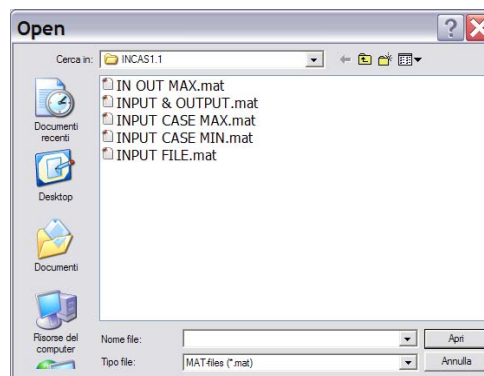 Open
Cerca in: INCAS1.1
IN OUT MAX.mat
INPUT & OUTPUT.mat
INPUT CASE MAX.mat
INPUT CASE MIN.mat
INPUT FILE.mat
Documenti
recenti
Desktop
Documenti
Risorse del
computer
Nome file: Apri
Tipo file: MAT-files (*.mat) Annulla